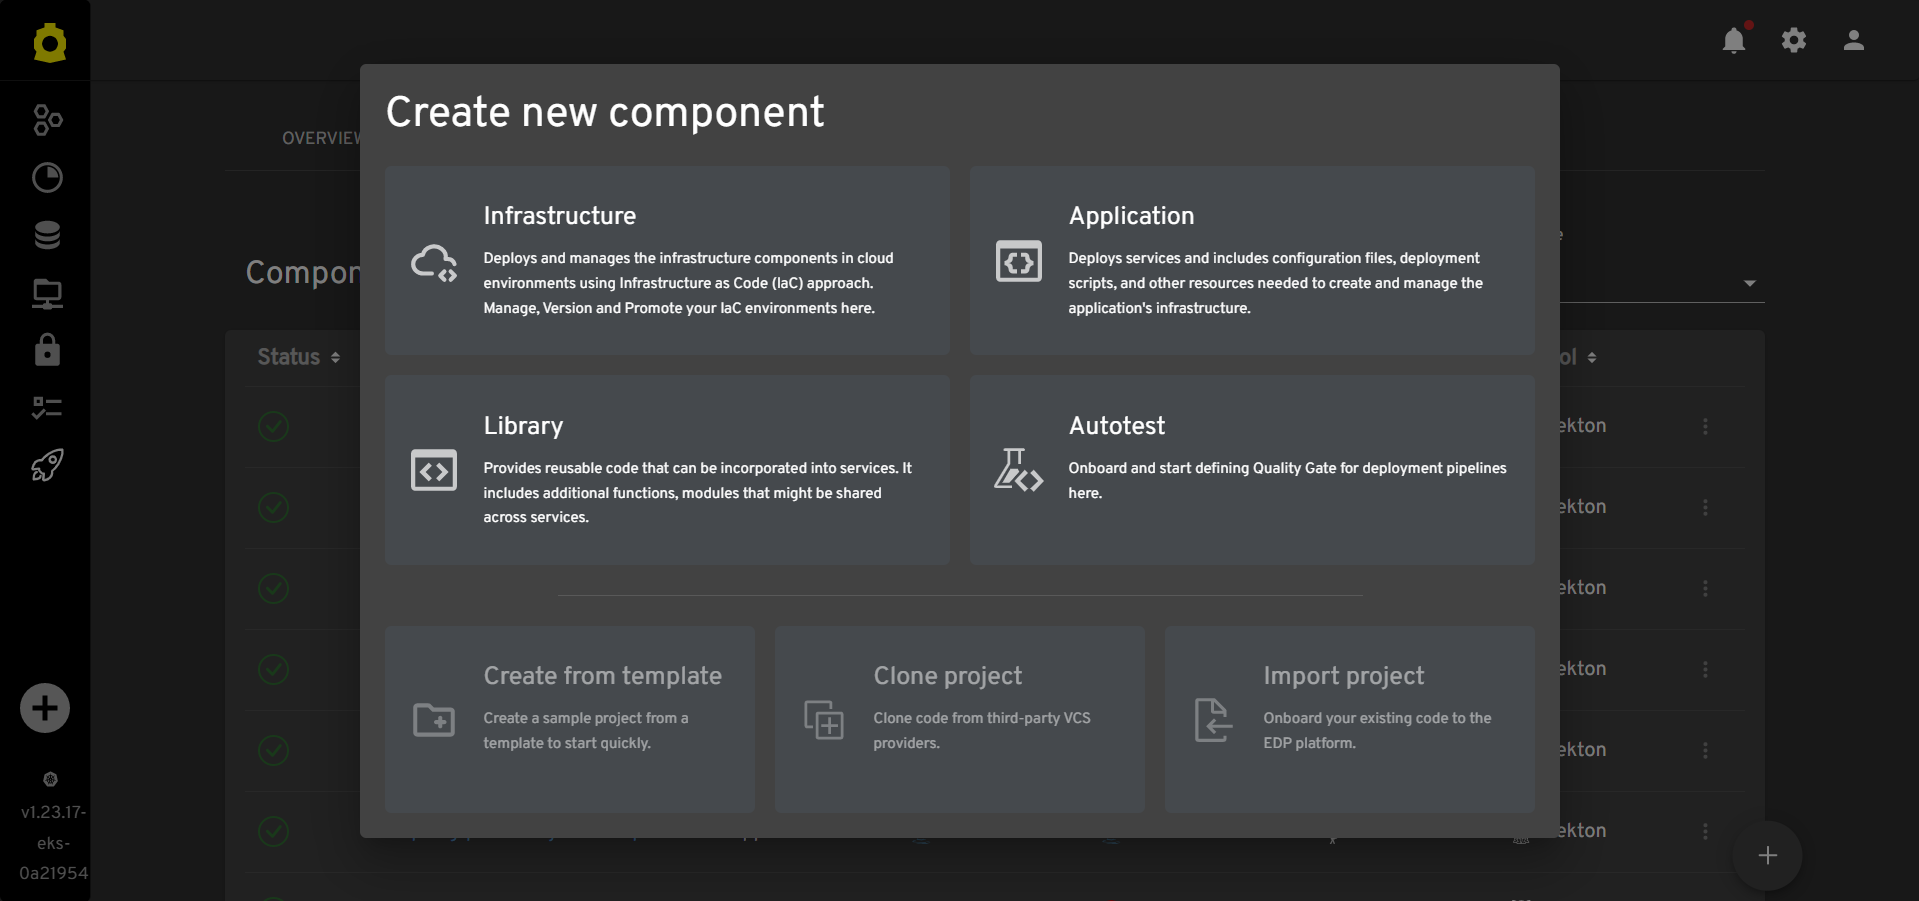 OVERVIEW
Create new component
Infrastructure
Deploys and manages the infrastructure components in cloud
environments using Infrastructure as Code (IaC) approach.
Manage, Version and Promote your IaC environments here.
Application
Deploys services and includes configuration files, deployment
scripts, and other resources needed to create and manage the
application's infrastructure.
Compon
Status
ol
Library
Provides reusable code that can be incorporated into services. It
includes additional functions, modules that might be shared
across services.
Autotest
Onboard and start defining Quality Gate for deployment pipelines
here.
ekton
ekton
ekton
ekton
ekton
ekton
Create from template
Create a sample project from a
template to start quickly.
Clone project
Clone code from third-party VCS
providers.
Import project
Onboard your existing code to the
EDP platform.
v1.23.17-
eks-
0a21954